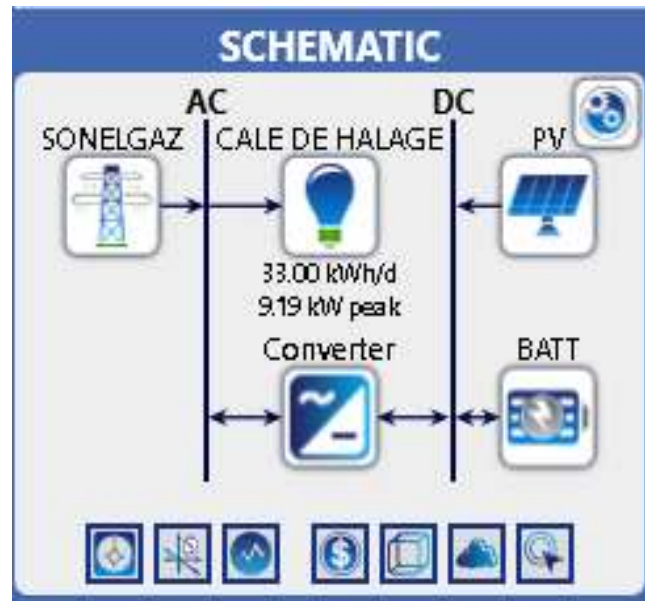 SCHEMATIC
AC DC
SONELGAZ CALE DE HALAGE PV
33.00 kWh/d
9.19 kW peak
Converter BATT